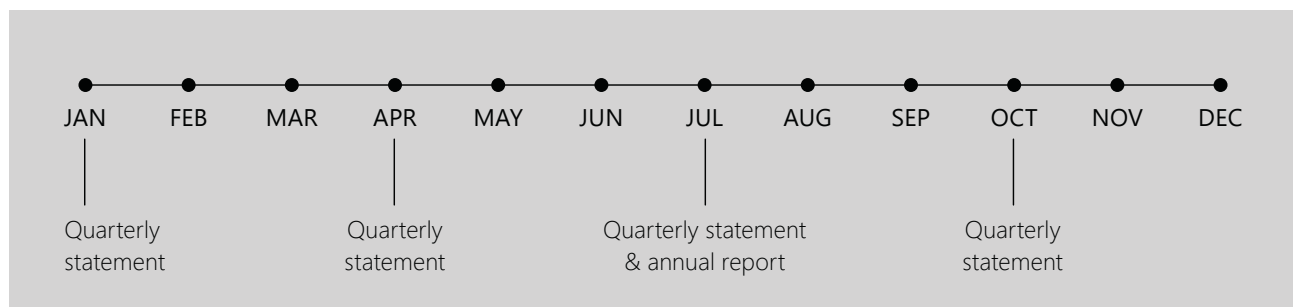 JAN FEB MAR APR MAY JUN JUL AUG SEP OCT NOV DEC
Quarterly
statement
Quarterly
statement
Quarterly statement
& annual report
Quarterly
statement